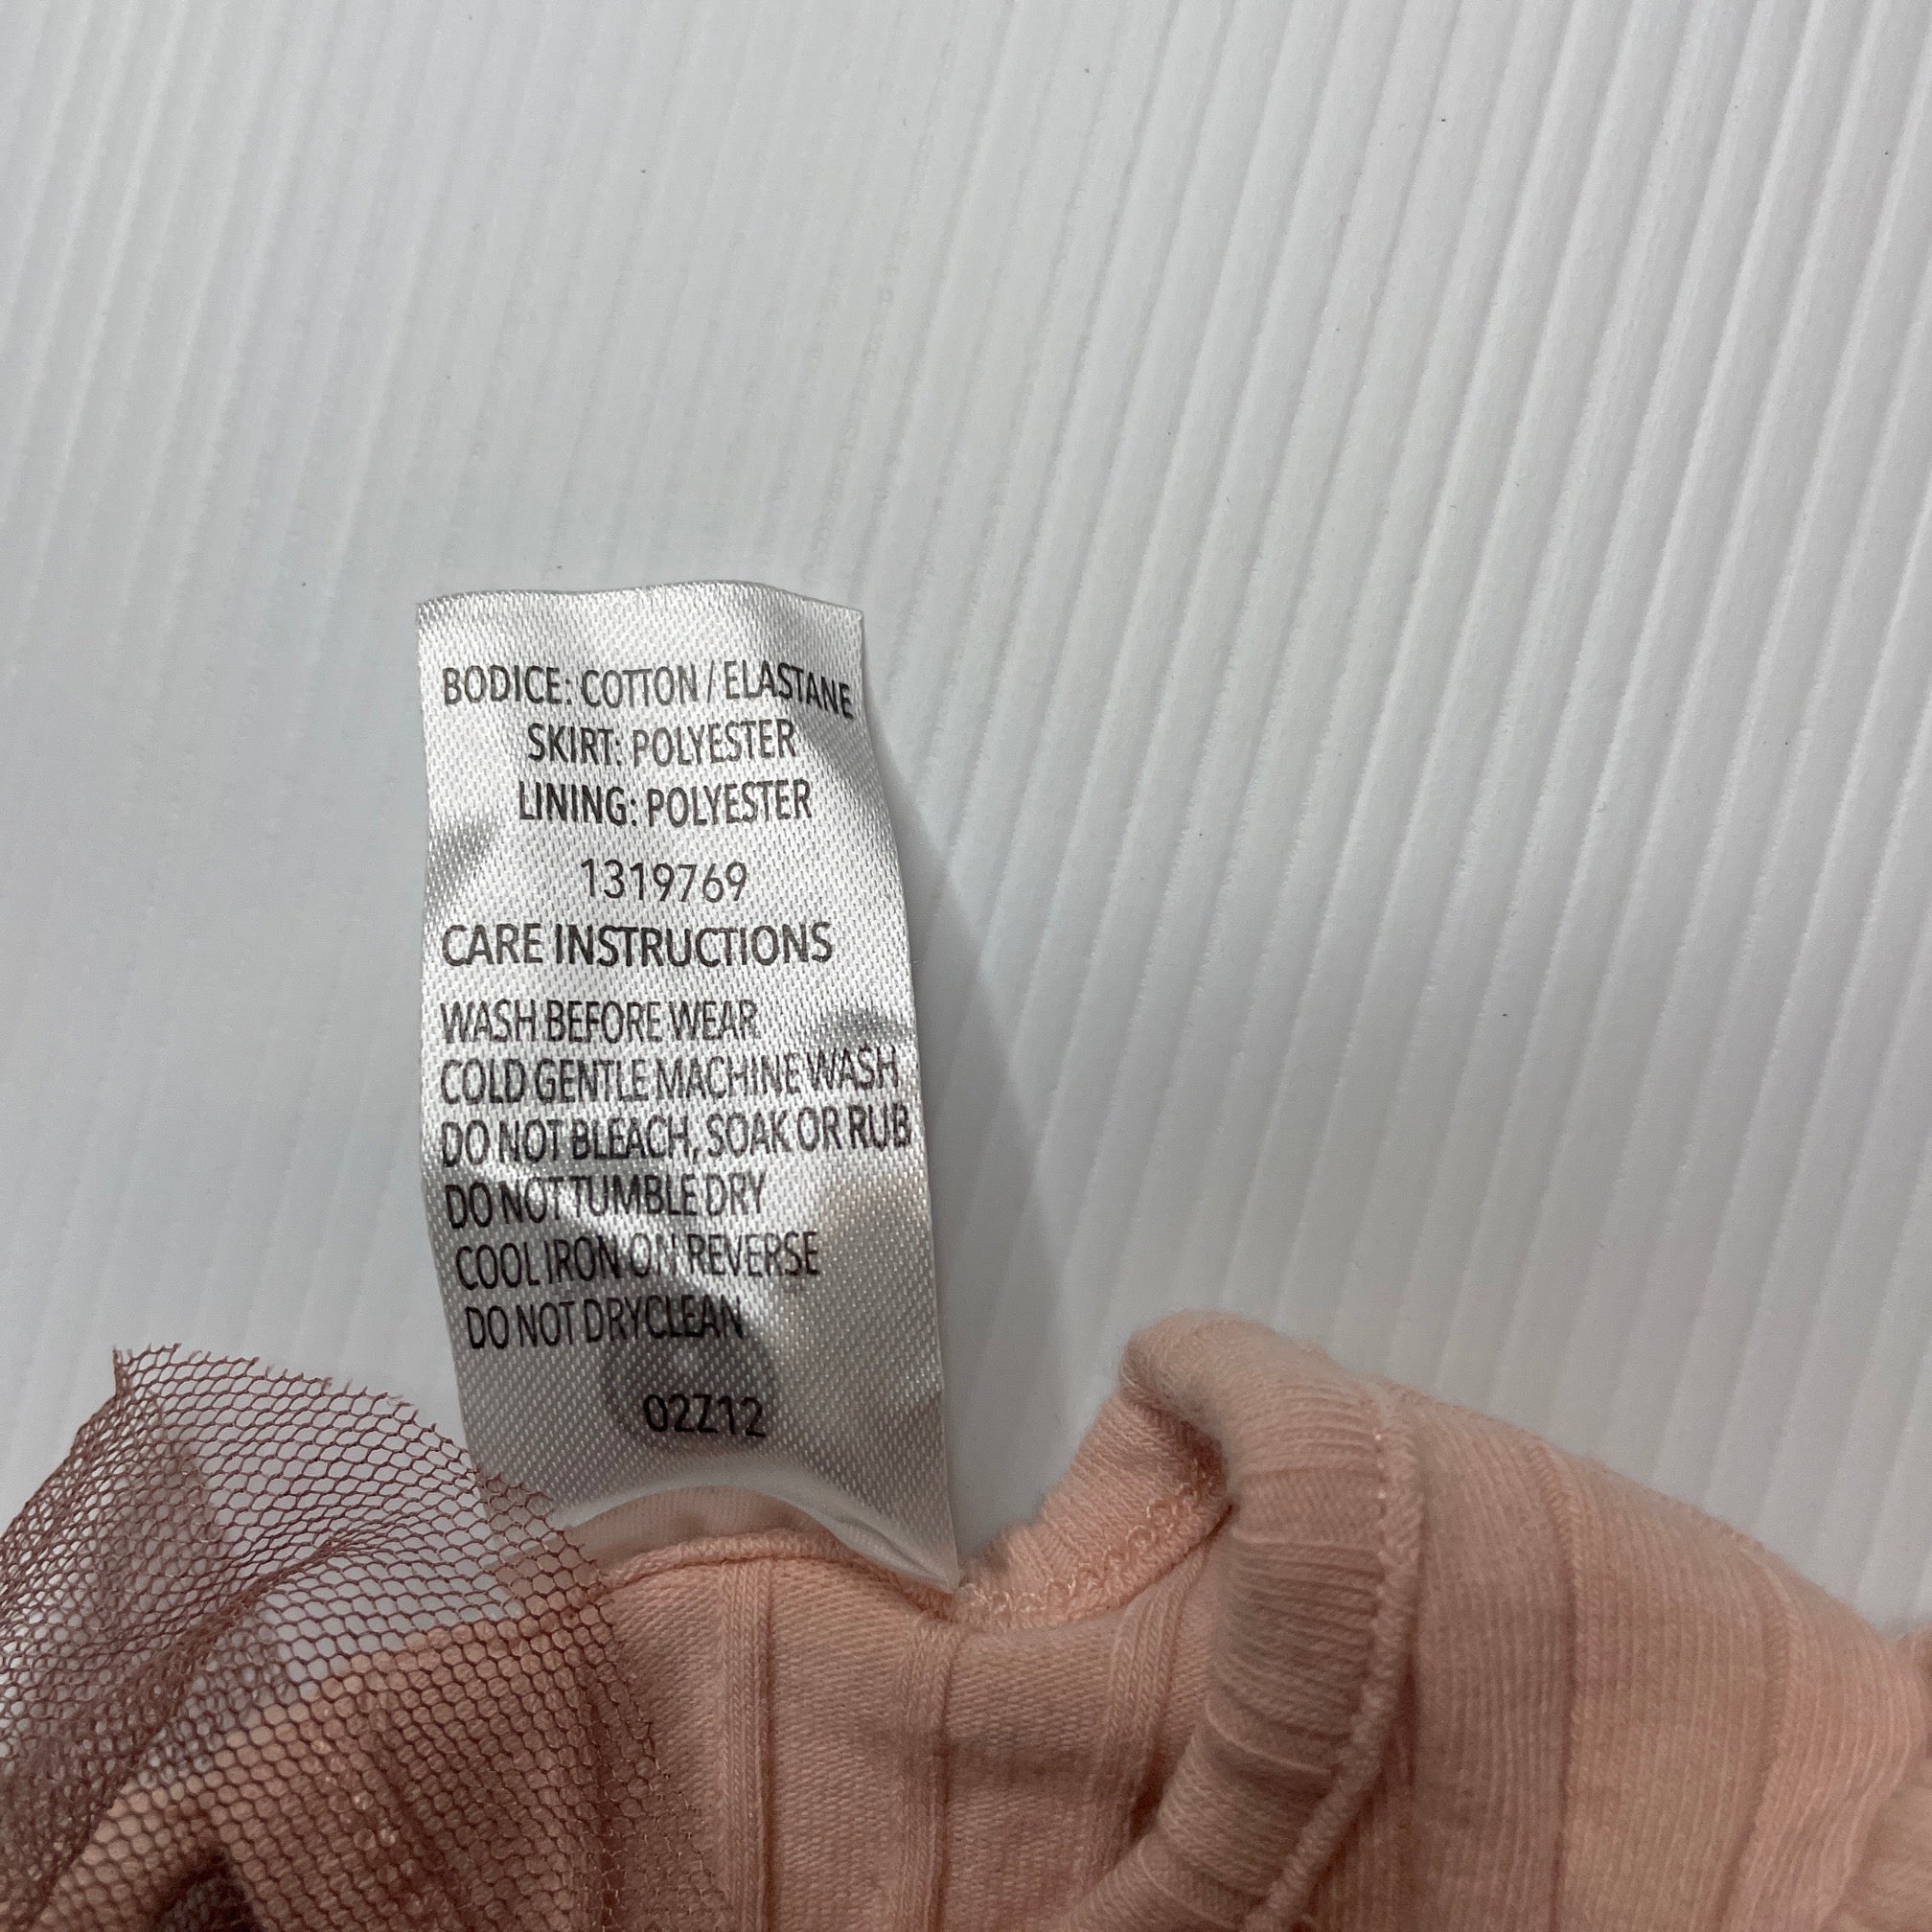 BODICE: COTTON / ELASTANE
SKIRT: POLYESTER
LINING: POLYESTER
1319769
CARE INSTRUCTIONS
WASH BEFORE WEAR
COLD GENTLE MACHINE WASH
DO NOT BLEACH, SOAK OR RUB
DO NOT TUMBLE DRY
COOL IRON ON REVERSE
DO NOT DRYCLEAN
02Z12